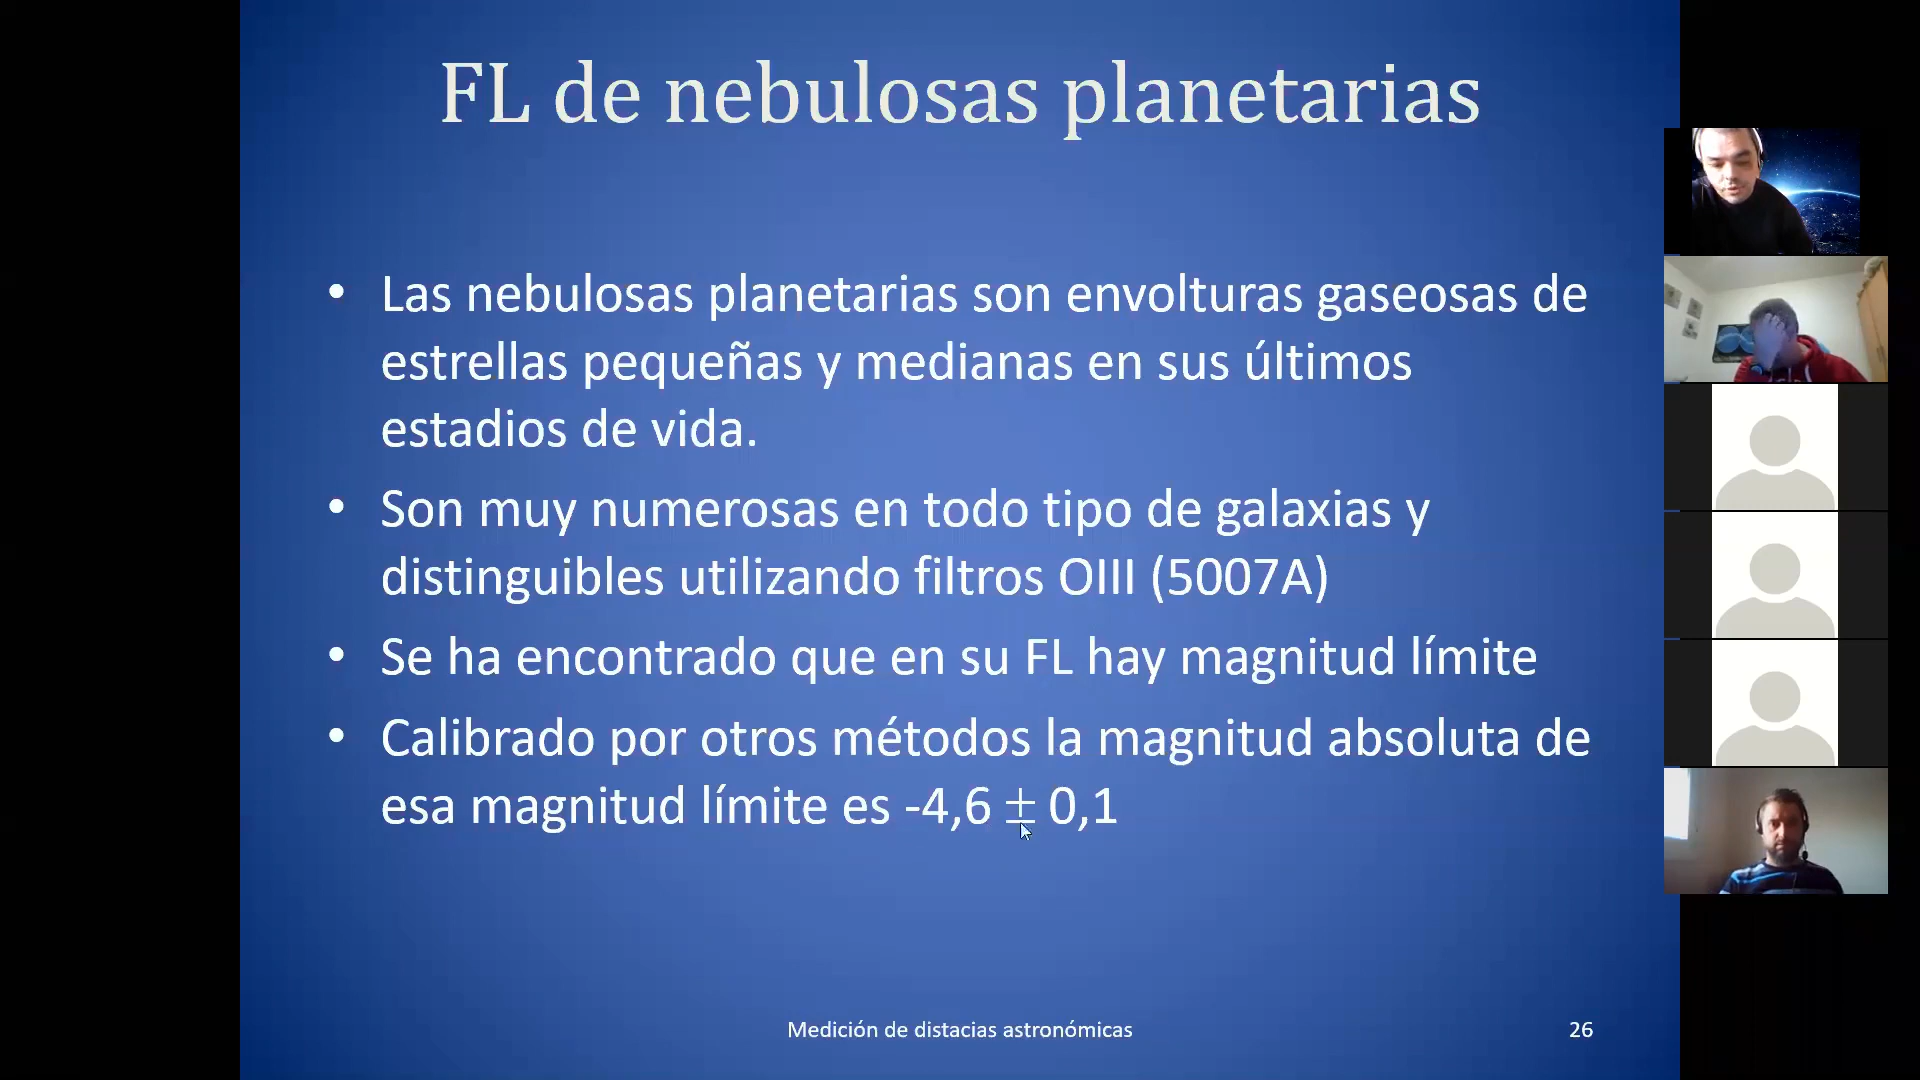 FL de nebulosas planetarias
• Las nebulosas planetarias son envolturas gaseosas de
estrellas pequeñas y medianas en sus últimos
estadios de vida.
• Son muy numerosas en todo tipo de galaxias y
distinguibles utilizando filtros OIII (5007A)
• Se ha encontrado que en su FL hay magnitud límite
• Calibrado por otros métodos la magnitud absoluta de
esa magnitud límite es -4,6 ± 0,1
Medición de distacias astronómicas
26